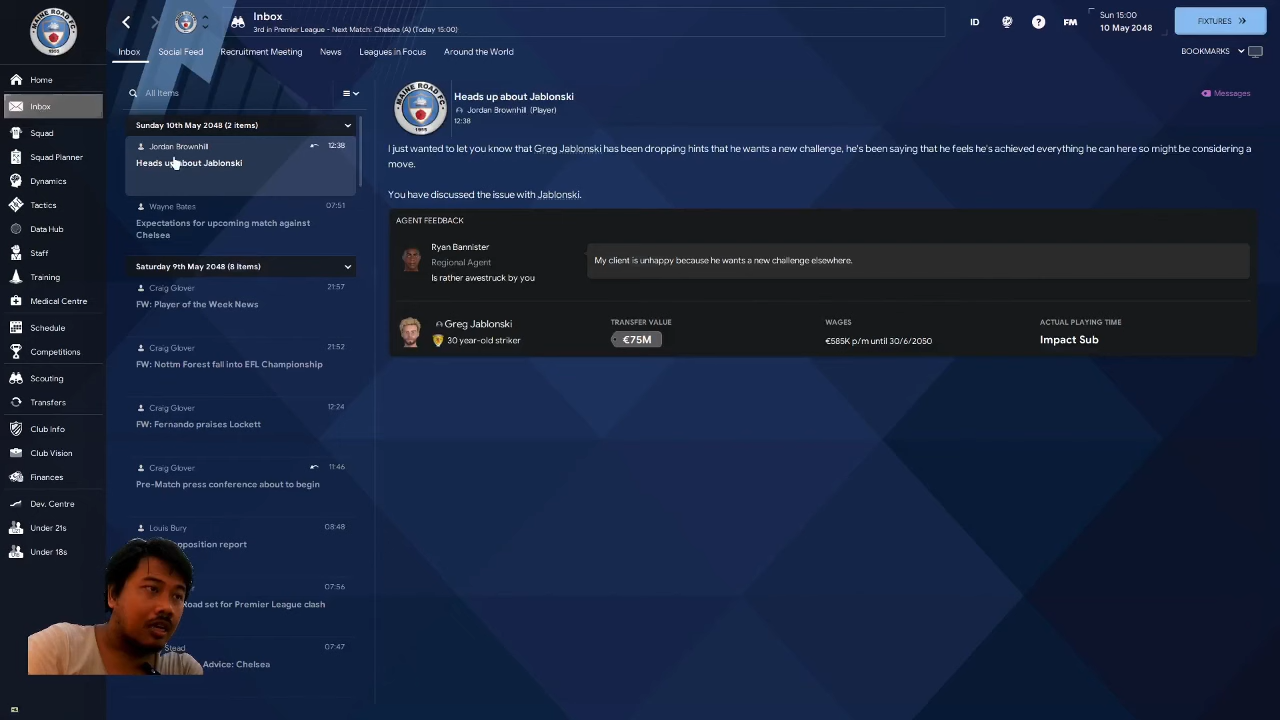 MAINE ROAD FC
1955
Inbox
3rd in Premier League - Next Match: Chelsea (A) (Today 15:00)
ID
FM
Sun 15:00
10 May 2048
FIXTURES
Inbox
Social Feed
Recruitment Meeting
News
Leagues in Focus
Around the World
BOOKMARKS
Home
Inbox
Squad
Squad Planner
Dynamics
Tactics
Data Hub
Staff
Training
Medical Centre
Schedule
Competitions
Scouting
Transfers
Club Info
Club Vision
Finances
Dev. Centre
Under 21s
Under 18s
All Items
Sunday 10th May 2048 (2 items)
Jordan Brownhill
12:38
Heads up about Jablonski
Wayne Bates
07:51
Expectations for upcoming match against
Chelsea
Saturday 9th May 2048 (8 items)
Craig Glover
21:57
FW: Player of the Week News
Craig Glover
21:52
FW: Nottm Forest fall into EFL Championship
Craig Glover
12:24
FW: Fernando praises Lockett
Craig Glover
11:46
Pre-Match press conference about to begin
Louis Bury
08:48
opposition report
07:56
Road set for Premier League clash
Stead
07:47
Advice: Chelsea
MAINE ROAD FC
1955
Heads up about Jablonski
Jordan Brownhill (Player)
12:38
Messages
I just wanted to let you know that Greg Jablonski has been dropping hints that he wants a new challenge, he's been saying that he feels he's achieved everything he can here so might be considering a
move.
You have discussed the issue with Jablonski.
AGENT FEEDBACK
Ryan Bannister
Regional Agent
Is rather awestruck by you
My client is unhappy because he wants a new challenge elsewhere.
Greg Jablonski
30 year-old striker
TRANSFER VALUE
€75M
WAGES
€585K p/m until 30/6/2050
ACTUAL PLAYING TIME
Impact Sub